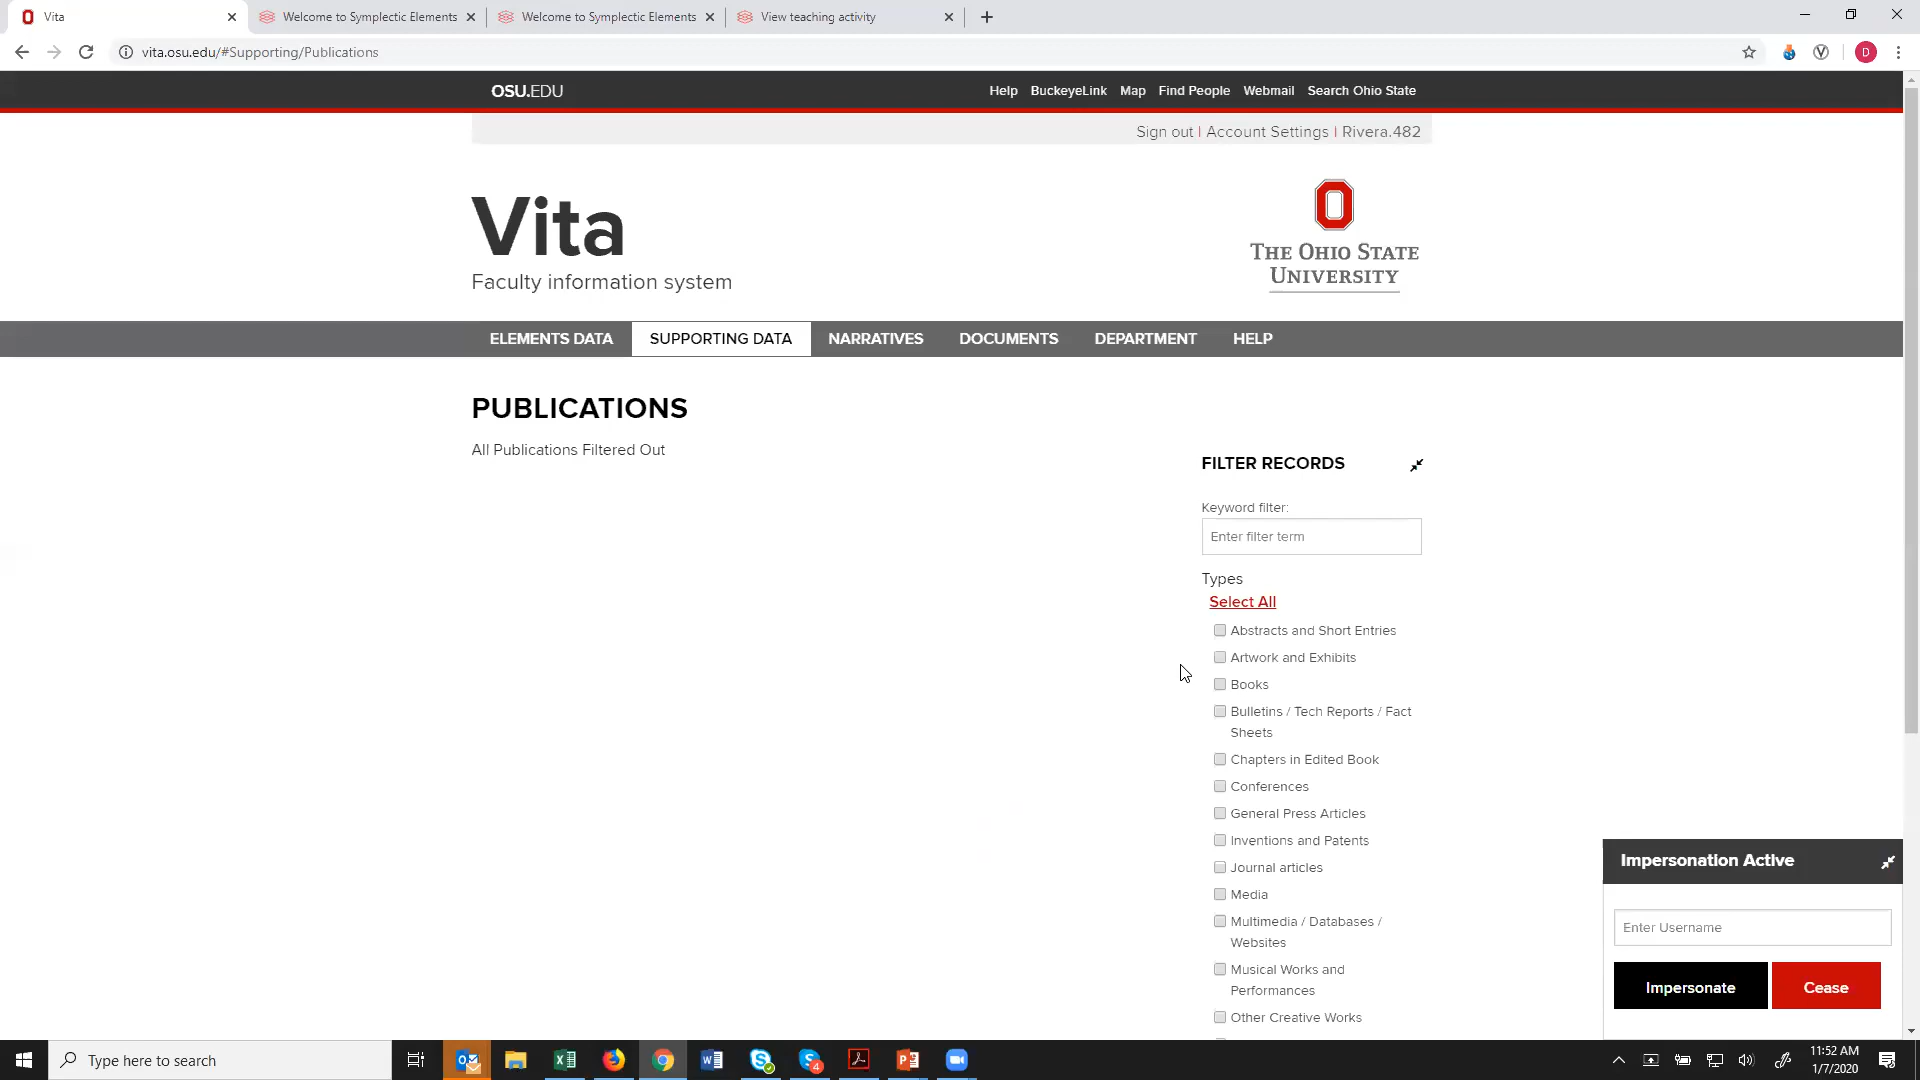 Vita
Welcome to Symplectic Elements
Welcome to Symplectic Elements
View teaching activity
vita.osu.edu/#Supporting/Publications
D
OSU.EDU
Help BuckeyeLink Map Find People Webmail Search Ohio State
Sign out | Account Settings | Rivera.482
Vita
Faculty information system
THE OHIO STATE
UNIVERSITY
ELEMENTS DATA SUPPORTING DATA NARRATIVES DOCUMENTS DEPARTMENT HELP
PUBLICATIONS
All Publications Filtered Out
FILTER RECORDS
Keyword filter:
Enter filter term
Types
Select All
Abstracts and Short Entries
Artwork and Exhibits
Books
Bulletins / Tech Reports / Fact
Sheets
Chapters in Edited Book
Conferences
General Press Articles
Inventions and Patents
Journal articles
Media
Multimedia / Databases /
Websites
Musical Works and
Performances
Other Creative Works
Impersonation Active
Enter Username
Impersonate Cease
Type here to search
4
11:52 AM
1/7/2020